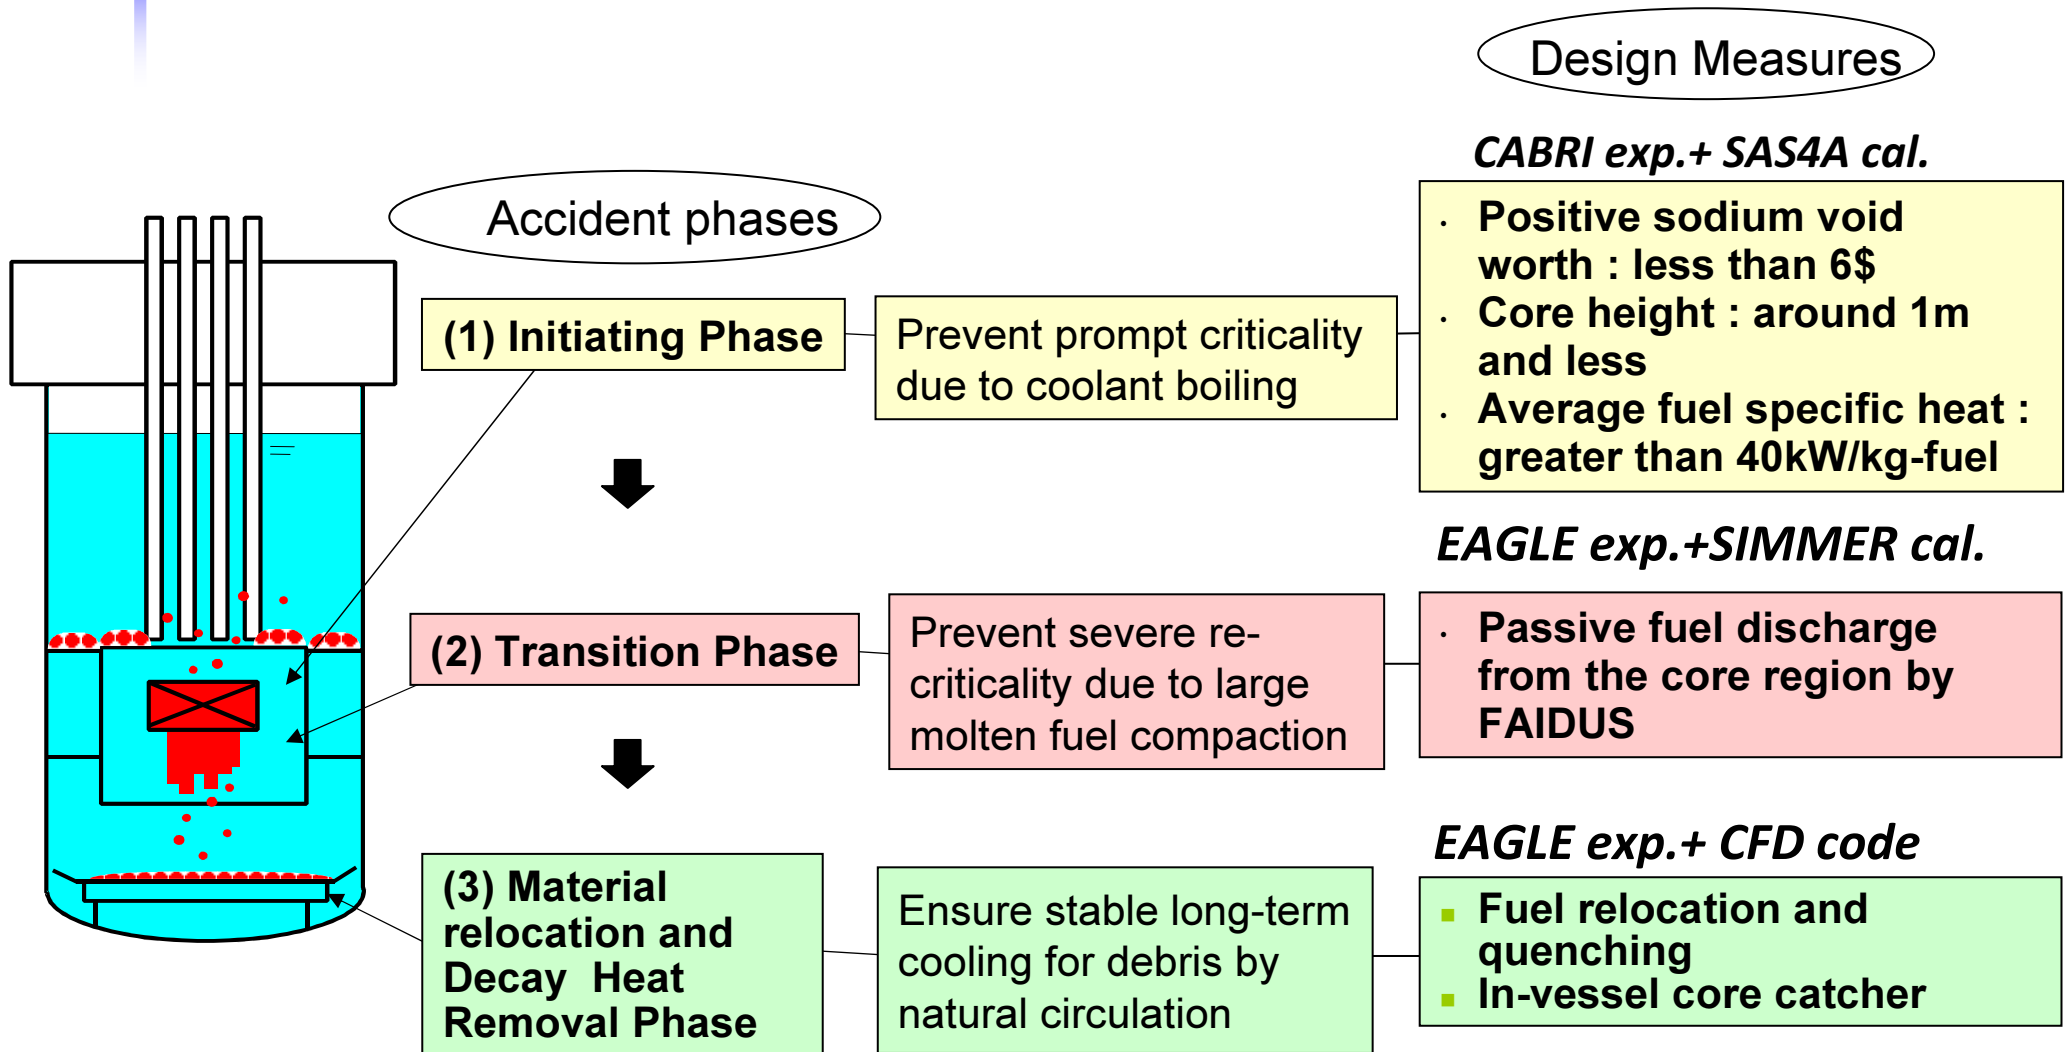 Design Measures
Accident phases
CABRI exp.+ SAS4A cal.
(1) Initiating Phase
Prevent prompt criticality
due to coolant boiling
· Positive sodium void
worth : less than 6$
· Core height : around 1m
and less
· Average fuel specific heat :
greater than 40kW/kg-fuel
EAGLE exp.+SIMMER cal.
(2) Transition Phase
Prevent severe re-
criticality due to large
molten fuel compaction
· Passive fuel discharge
from the core region by
FAIDUS
EAGLE exp.+ CFD code
(3) Material
relocation and
Decay Heat
Removal Phase
Ensure stable long-term
cooling for debris by
natural circulation
▪ Fuel relocation and
quenching
▪ In-vessel core catcher